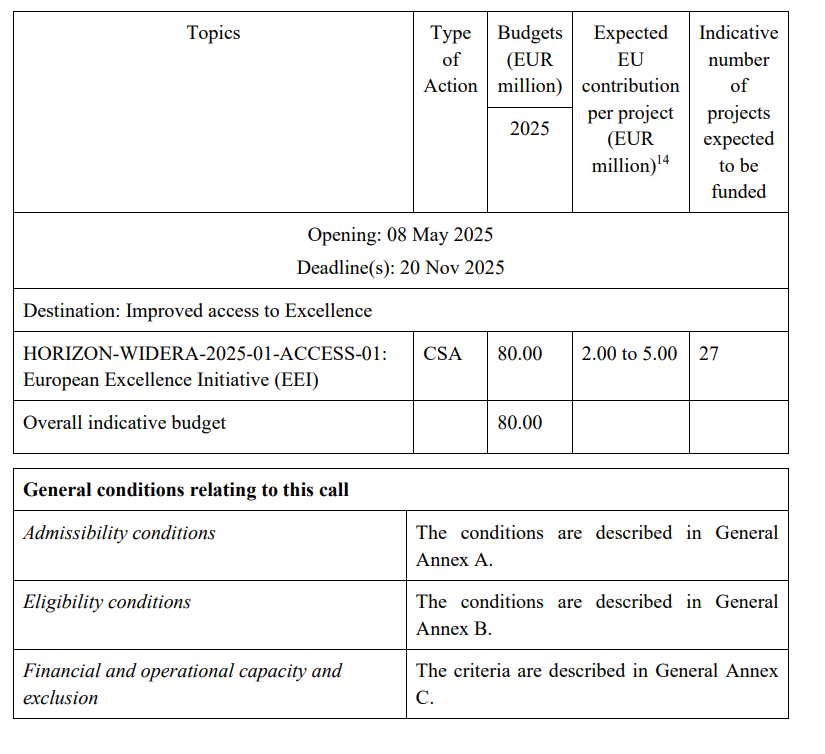 Topics
Type
of
Action
Budgets
(EUR
million)
2025
Expected
EU
contribution
per project
(EUR
million)14
Indicative
number
of
projects
expected
to be
funded
Opening: 08 May 2025
Deadline(s): 20 Nov 2025
Destination: Improved access to Excellence
HORIZON-WIDERA-2025-01-ACCESS-01:
European Excellence Initiative (EEI)
CSA
80.00
2.00 to 5.00
27
Overall indicative budget
80.00
General conditions relating to this call
Admissibility conditions
The conditions are described in General
Annex A.
Eligibility conditions
The conditions are described in General
Annex B.
Financial and operational capacity and
exclusion
The criteria are described in General Annex
C.